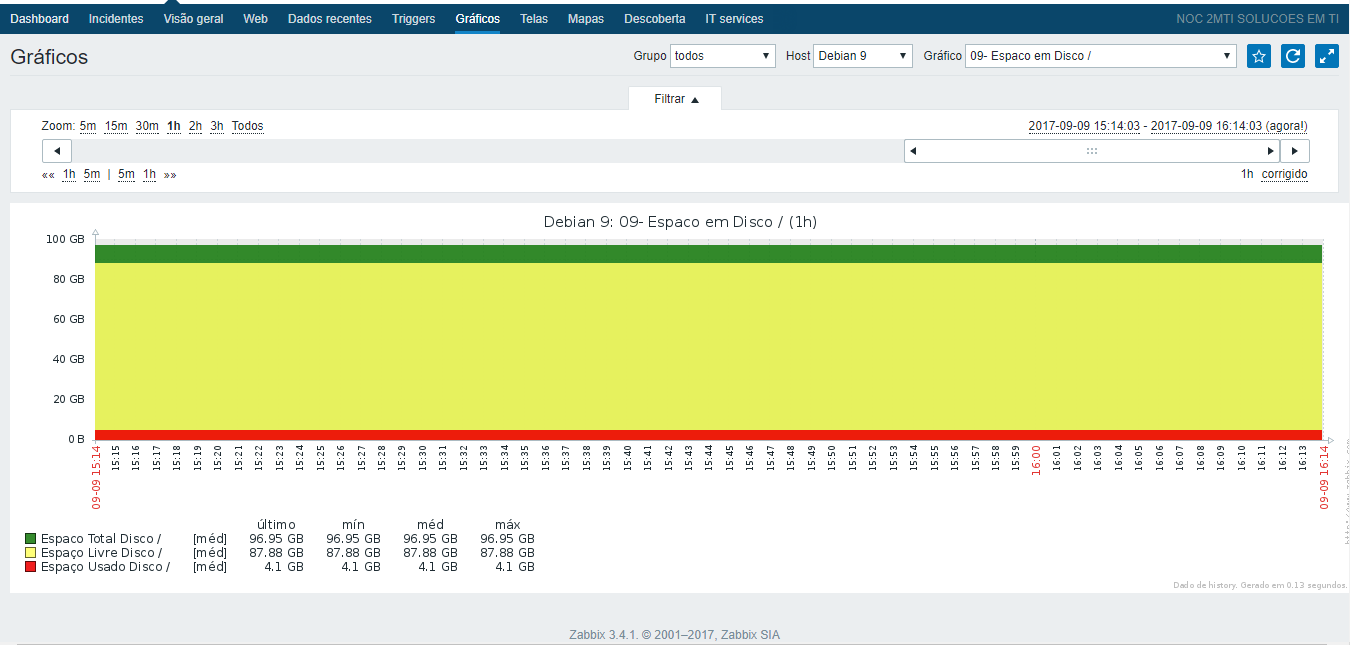 Dashboard Incidentes Visão geral Web Dados recentes Triggers Gráficos Telas Mapas Descoberta IT services NOC 2MTI SOLUCOES EM TI
Gráficos Grupo todos Host Debian 9 Gráfico 09- Espaco em Disco /
Filtrar ▲
Zoom: 5m 15m 30m 1h 2h 3h Todos 2017-09-09 15:14:03 - 2017-09-09 16:14:03 (agora!)
«« 1h 5m | 5m 1h »» 1h corrigido
Debian 9: 09- Espaco em Disco / (1h)
100 GB
80 GB
60 GB
40 GB
20 GB
0 B
09-09 15:14 15:15 15:16 15:17 15:18 15:19 15:20 15:21 15:22 15:23 15:24 15:25 15:26 15:27 15:28 15:29 15:30 15:31 15:32 15:33 15:34 15:35 15:36 15:37 15:38 15:39 15:40 15:41 15:42 15:43 15:44 15:45 15:46 15:47 15:48 15:49 15:50 15:51 15:52 15:53 15:54 15:55 15:56 15:57 15:58 15:59 16:00 16:01 16:02 16:03 16:04 16:05 16:06 16:07 16:08 16:09 16:10 16:11 16:12 16:13 09-09 16:14
último mín méd máx
Espaco Total Disco / [méd] 96.95 GB 96.95 GB 96.95 GB 96.95 GB
Espaço Livre Disco / [méd] 87.88 GB 87.88 GB 87.88 GB 87.88 GB
Espaço Usado Disco / [méd] 4.1 GB 4.1 GB 4.1 GB 4.1 GB
Dado de history. Gerado em 0.13 segundos.
Zabbix 3.4.1. © 2001–2017, Zabbix SIA